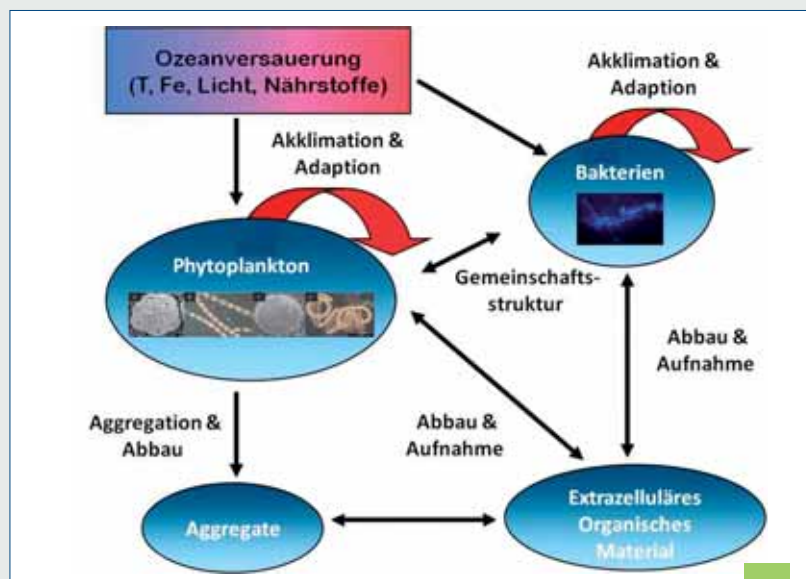 Ozeanversauerung
(T, Fe, Licht, Nährstoffe)
Akklimation &
Adaption
Akklimation &
Adaption
Bakterien
Phytoplankton
Gemeinschafts-
struktur
Abbau &
Aufnahme
Aggregation &
Abbau
Abbau &
Aufnahme
Aggregate
Extrazelluläres
Organisches
Material